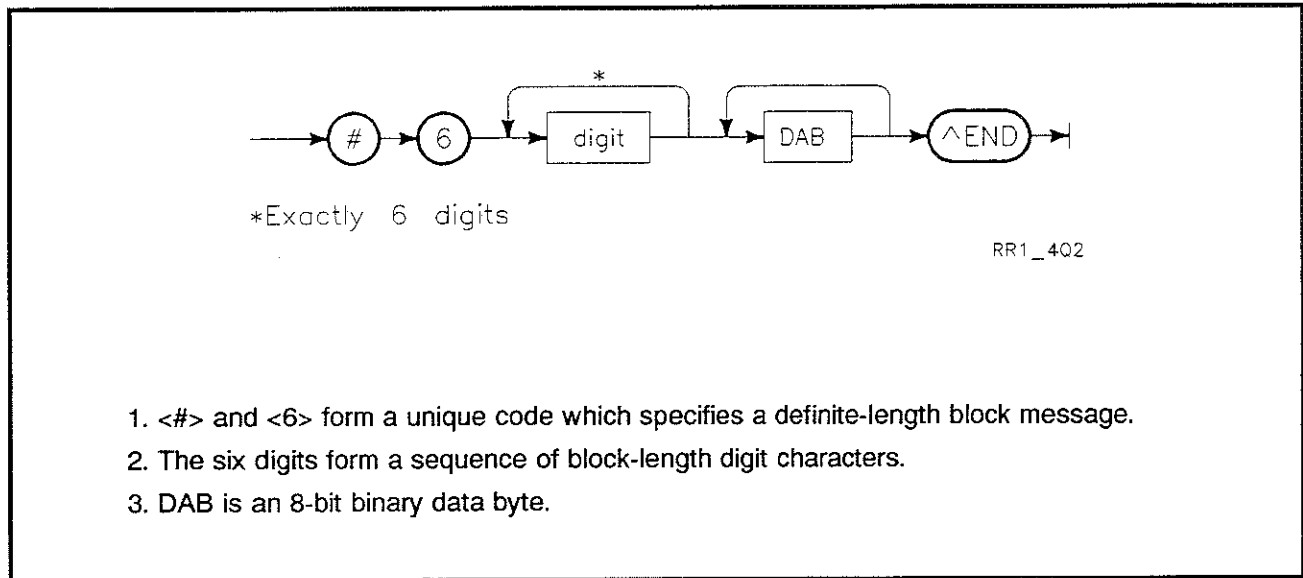 *
# 6 digit DAB ^END
*Exactly 6 digits
RR1_4Q2
1. <#> and <6> form a unique code which specifies a definite-length block message.
2. The six digits form a sequence of block-length digit characters.
3. DAB is an 8-bit binary data byte.